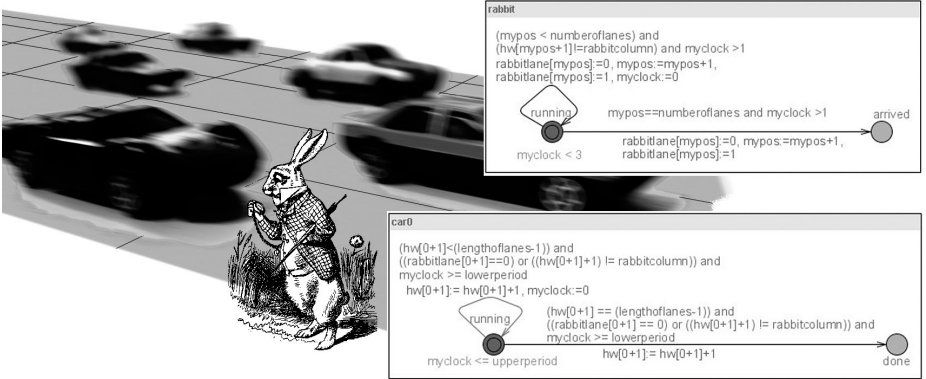 rabbit
(mypos < numberoflanes) and
(hw[mypos+1]!=rabbitcolumn) and myclock >1
rabbitlane[mypos]:=0, mypos:=mypos+1,
rabbitlane[mypos]:=1, myclock:=0
running
mypos==numberoflanes and myclock >1
arrived
rabbitlane[mypos]:=0, mypos:=mypos+1,
rabbitlane[mypos]:=1
myclock < 3
car0
(hw[0+1]<(lengthoflanes-1)) and
((rabbitlane[0+1]==0) or ((hw[0+1]+1) != rabbitcolumn)) and
myclock >= lowerperiod
hw[0+1]:= hw[0+1]+1, myclock:=0
running
(hw[0+1] == (lengthoflanes-1)) and
((rabbitlane[0+1] == 0) or ((hw[0+1]+1) != rabbitcolumn)) and
myclock >= lowerperiod
hw[0+1]:= hw[0+1]+1
myclock <= upperperiod
done